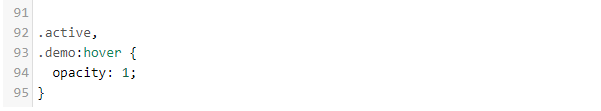 91
92 .active,
93 .demo:hover {
94   opacity: 1;
95 }